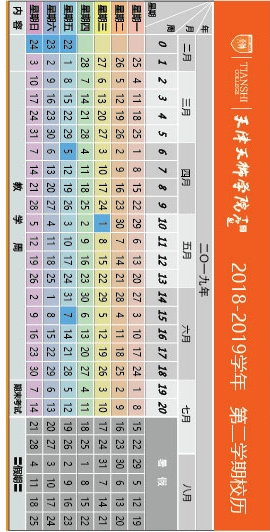 TIANSHI
COLLEGE
天津天狮学院 2018-2019学年 第二学期校历
二〇一九年
月 二月 三月 四月 五月 六月 七月 八月
星期 周 0 1 2 3 4 5 6 7 8 9 10 11 12 13 14 15 16 17 18 19 20 暑假
星期一 25 4 11 18 25 1 8 15 22 29 6 13 20 27 3 10 17 24 1 8 15 22 29 5 12 19
星期二 26 5 12 19 26 2 9 16 23 30 7 14 21 28 4 11 18 25 2 9 16 23 30 6 13 20
星期三 27 6 13 20 27 3 10 17 24 1 8 15 22 29 5 12 19 26 3 10 17 24 31 7 14 21
星期四 28 7 14 21 28 4 11 18 25 2 9 16 23 30 6 13 20 27 4 11 18 25 1 8 15 22
星期五 22 1 8 15 22 29 5 12 19 26 3 10 17 24 31 7 14 21 28 5 12 19 26 2 9 16 23
星期六 23 2 9 16 23 30 6 13 20 27 4 11 18 25 1 8 15 22 29 6 13 20 27 3 10 17 24
星期日 24 3 10 17 24 31 7 14 21 28 5 12 19 26 2 9 16 23 30 7 14 21 28 4 11 18 25
内容 教学周 期末考试 〓假期〓